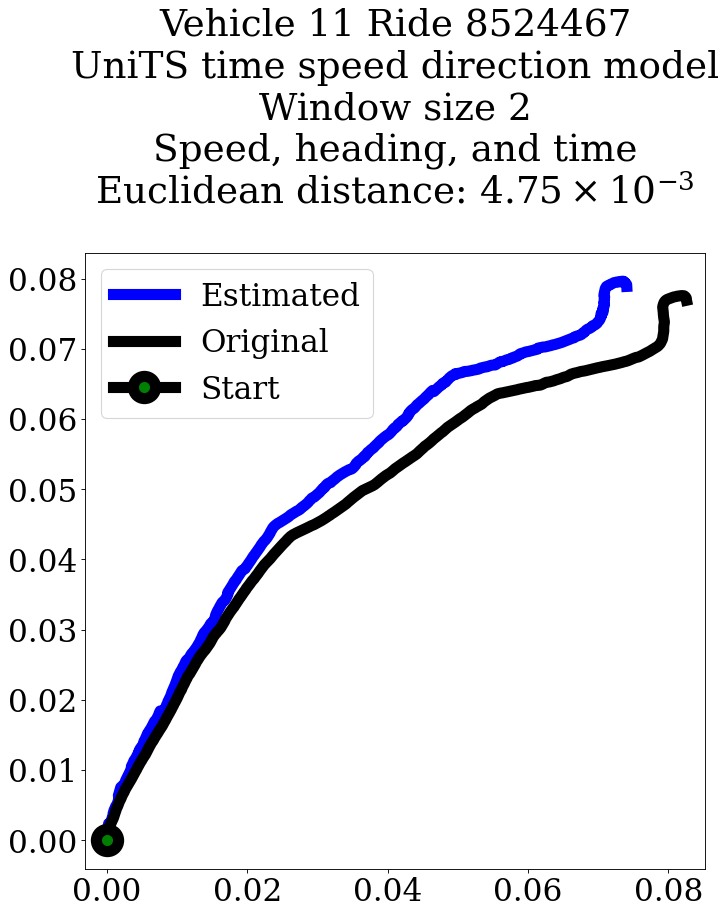 Vehicle 11 Ride 8524467
UniTS time speed direction model
Window size 2
Speed, heading, and time
Euclidean distance: 4.75 × 10⁻³
0.08
Estimated
0.07
Original
0.06
Start
0.05
0.04
0.03
0.02
0.01
0.00
0.00 0.02 0.04 0.06 0.08